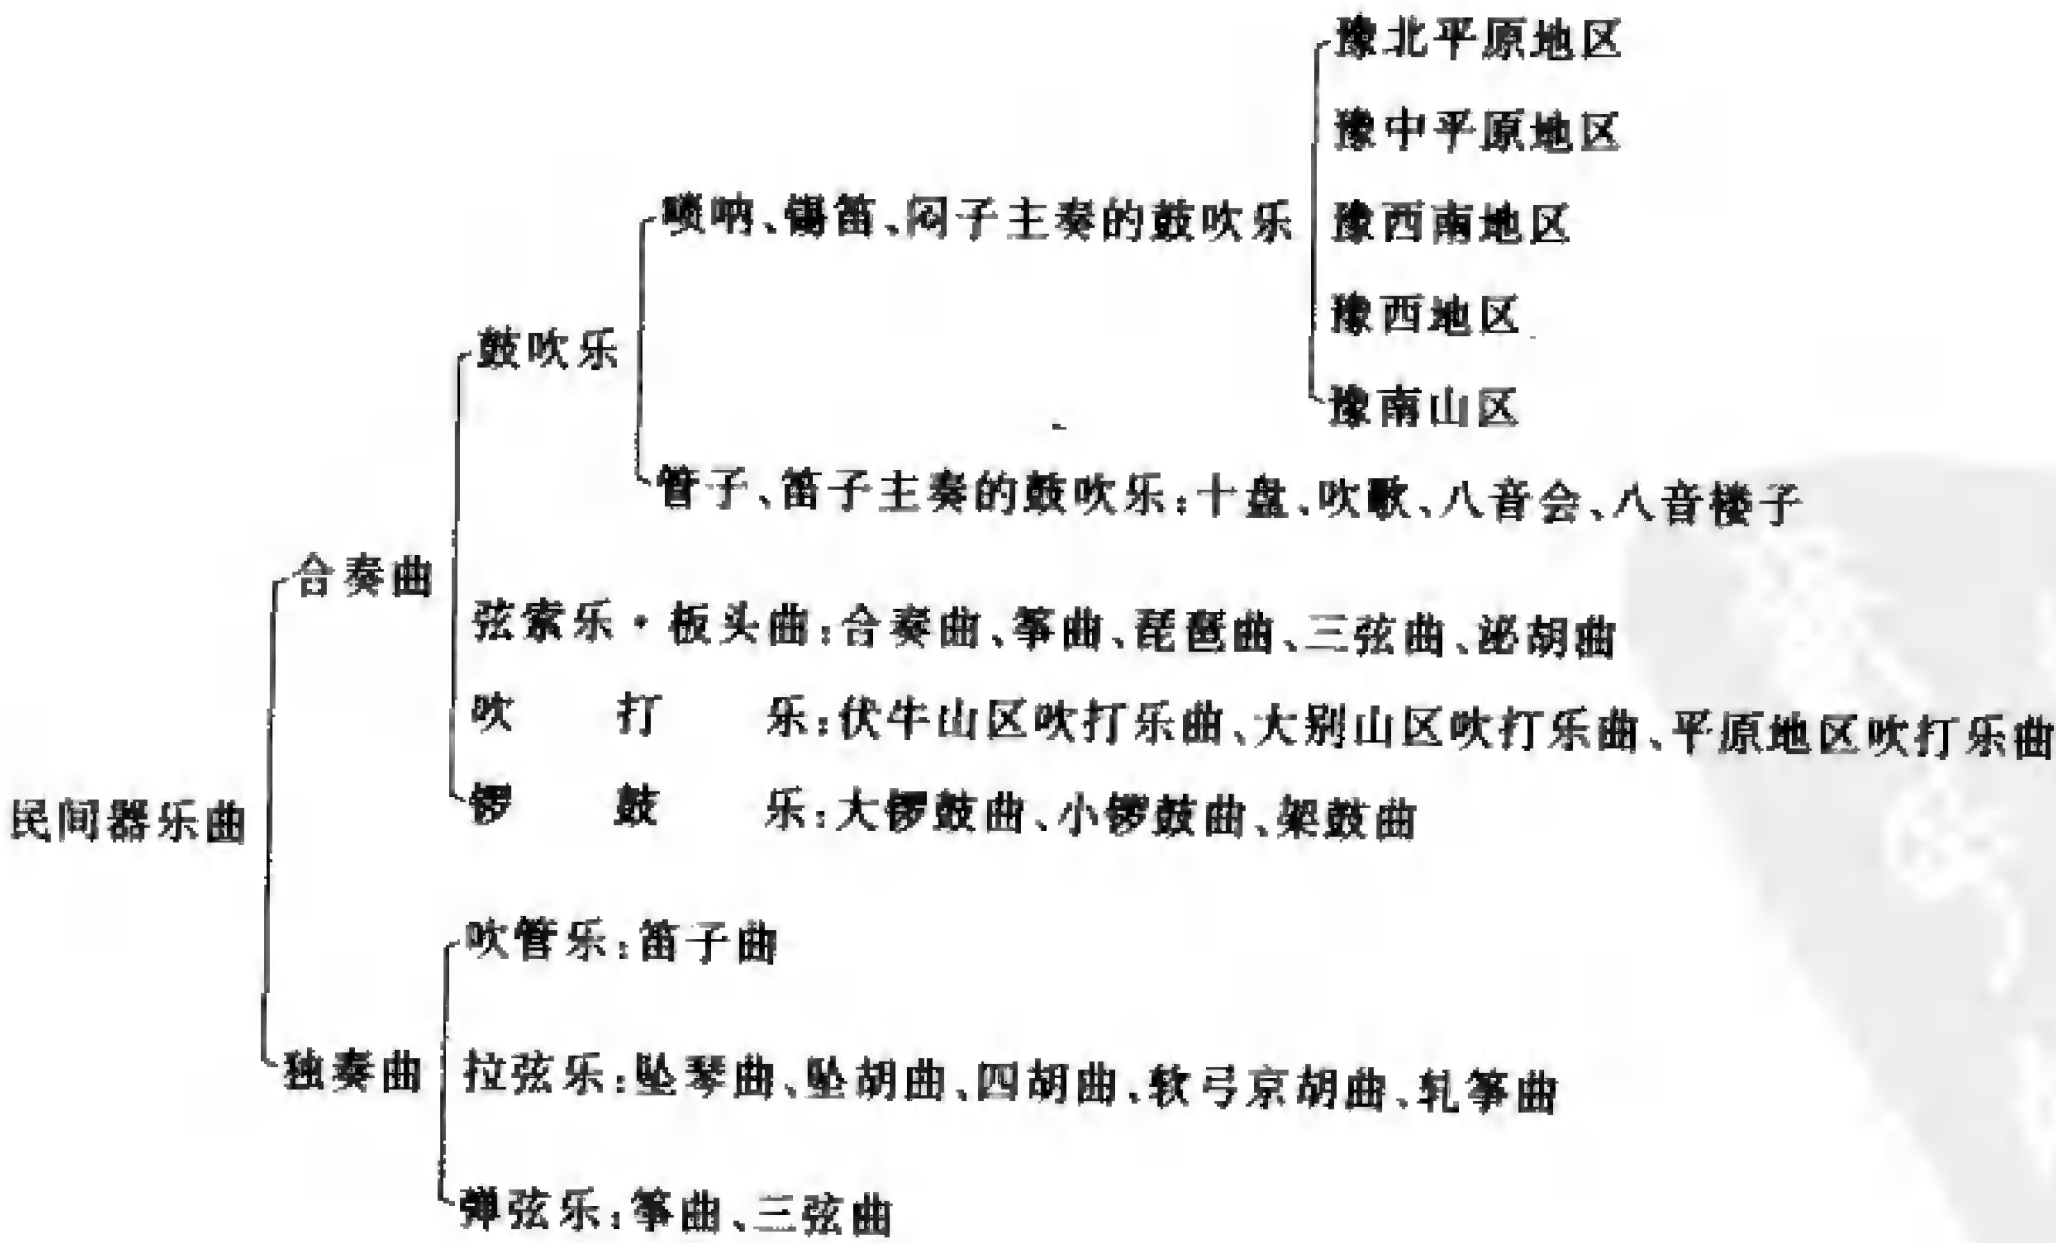 豫北平原地区
豫中平原地区
唢呐、锡笛、闷子主奏的鼓吹乐
豫西南地区
豫西地区
鼓吹乐
豫南山区
管子、笛子主奏的鼓吹乐:十盘、吹歌、八音会、八音楼子
合奏曲
弦索乐·板头曲:合奏曲、筝曲、琵琶曲、三弦曲、泌胡曲
吹打乐:伏牛山区吹打乐曲、大别山区吹打乐曲、平原地区吹打乐曲
锣鼓乐:大锣鼓曲、小锣鼓曲、架鼓曲
民间器乐曲
吹管乐:笛子曲
独奏曲
拉弦乐:坠琴曲、坠胡曲、四胡曲、软弓京胡曲、轧筝曲
弹弦乐:筝曲、三弦曲